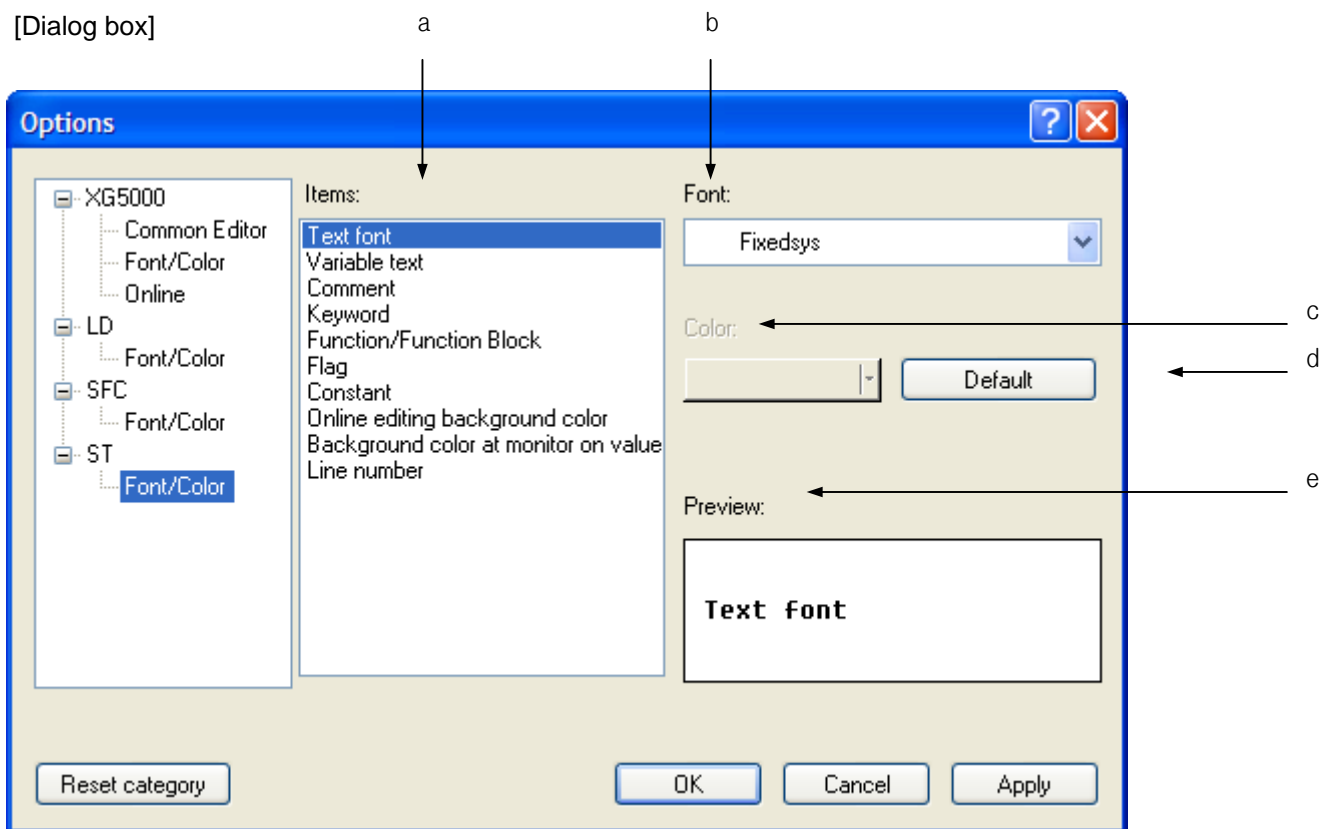 [Dialog box]
a
b
Options
XG5000
Common Editor
Font/Color
Online
LD
Font/Color
SFC
Font/Color
ST
Font/Color
Items:
Text font
Variable text
Comment
Keyword
Function/Function Block
Flag
Constant
Online editing background color
Background color at monitor on value
Line number
Font:
Fixedsys
Color:
c
Default
d
e
Preview:
Text font
Reset category
OK
Cancel
Apply